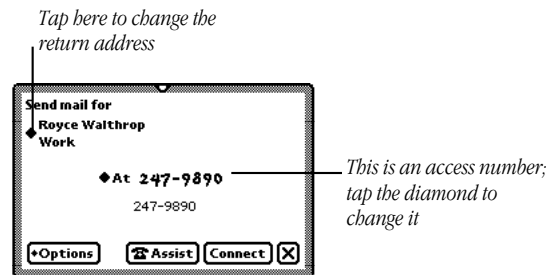 Tap here to change the
return address
Send mail for
Royce Walthrop
Work
At 247-9890
247-9890
This is an access number;
tap the diamond to
change it
Options Assist Connect X